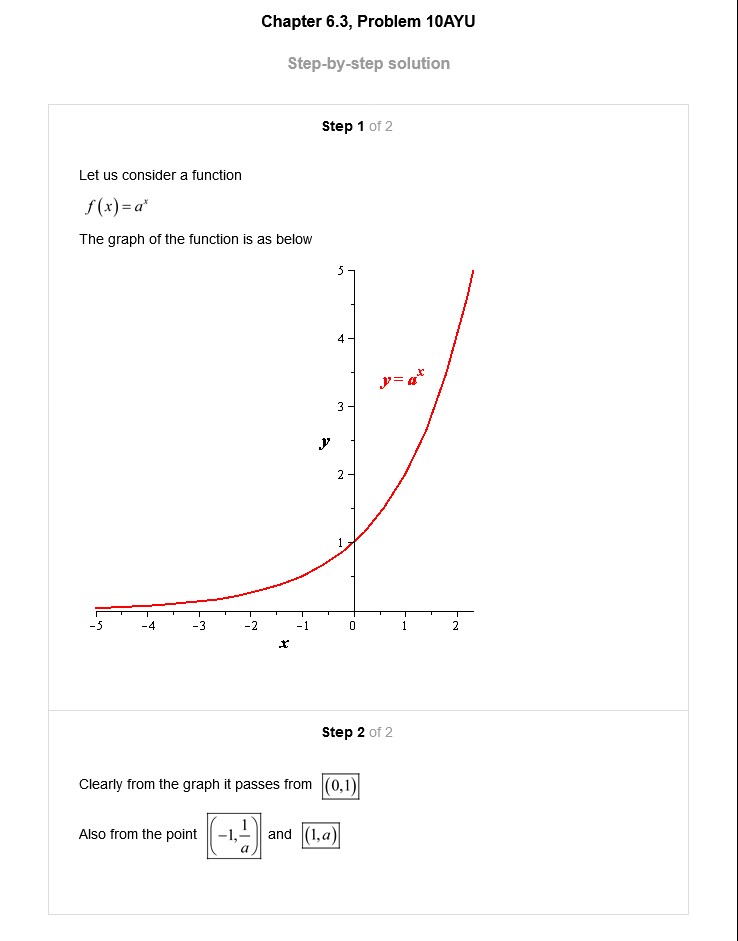 Chapter 6.3, Problem 10AYU
Step-by-step solution
Step 1 of 2
Let us consider a function
f(x)=aˣ
The graph of the function is as below
5
4
y=aˣ
3
y
2
1
-5 -4 -3 -2 -1 0 1 2
x
Step 2 of 2
Clearly from the graph it passes from (0,1)
Also from the point (-1,1/a) and (1,a)